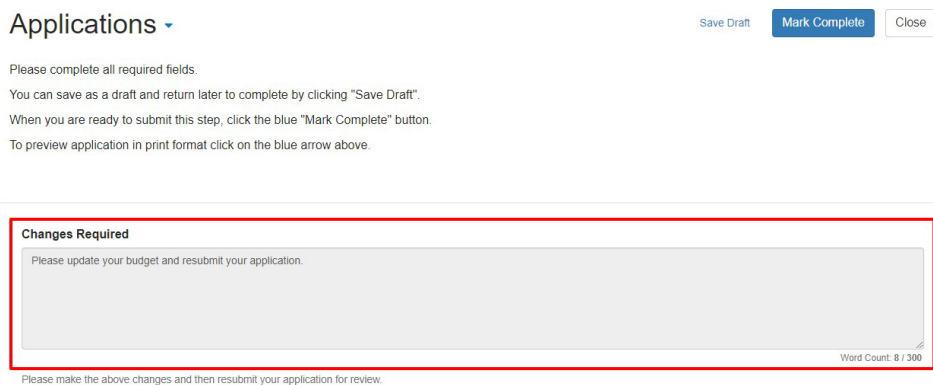 Applications
Save Draft
Mark Complete
Close
Please complete all required fields.
You can save as a draft and return later to complete by clicking "Save Draft".
When you are ready to submit this step, click the blue "Mark Complete" button.
To preview application in print format click on the blue arrow above.
Changes Required
Please update your budget and resubmit your application.
Word Count: 8 / 300
Please make the above changes and then resubmit your application for review.